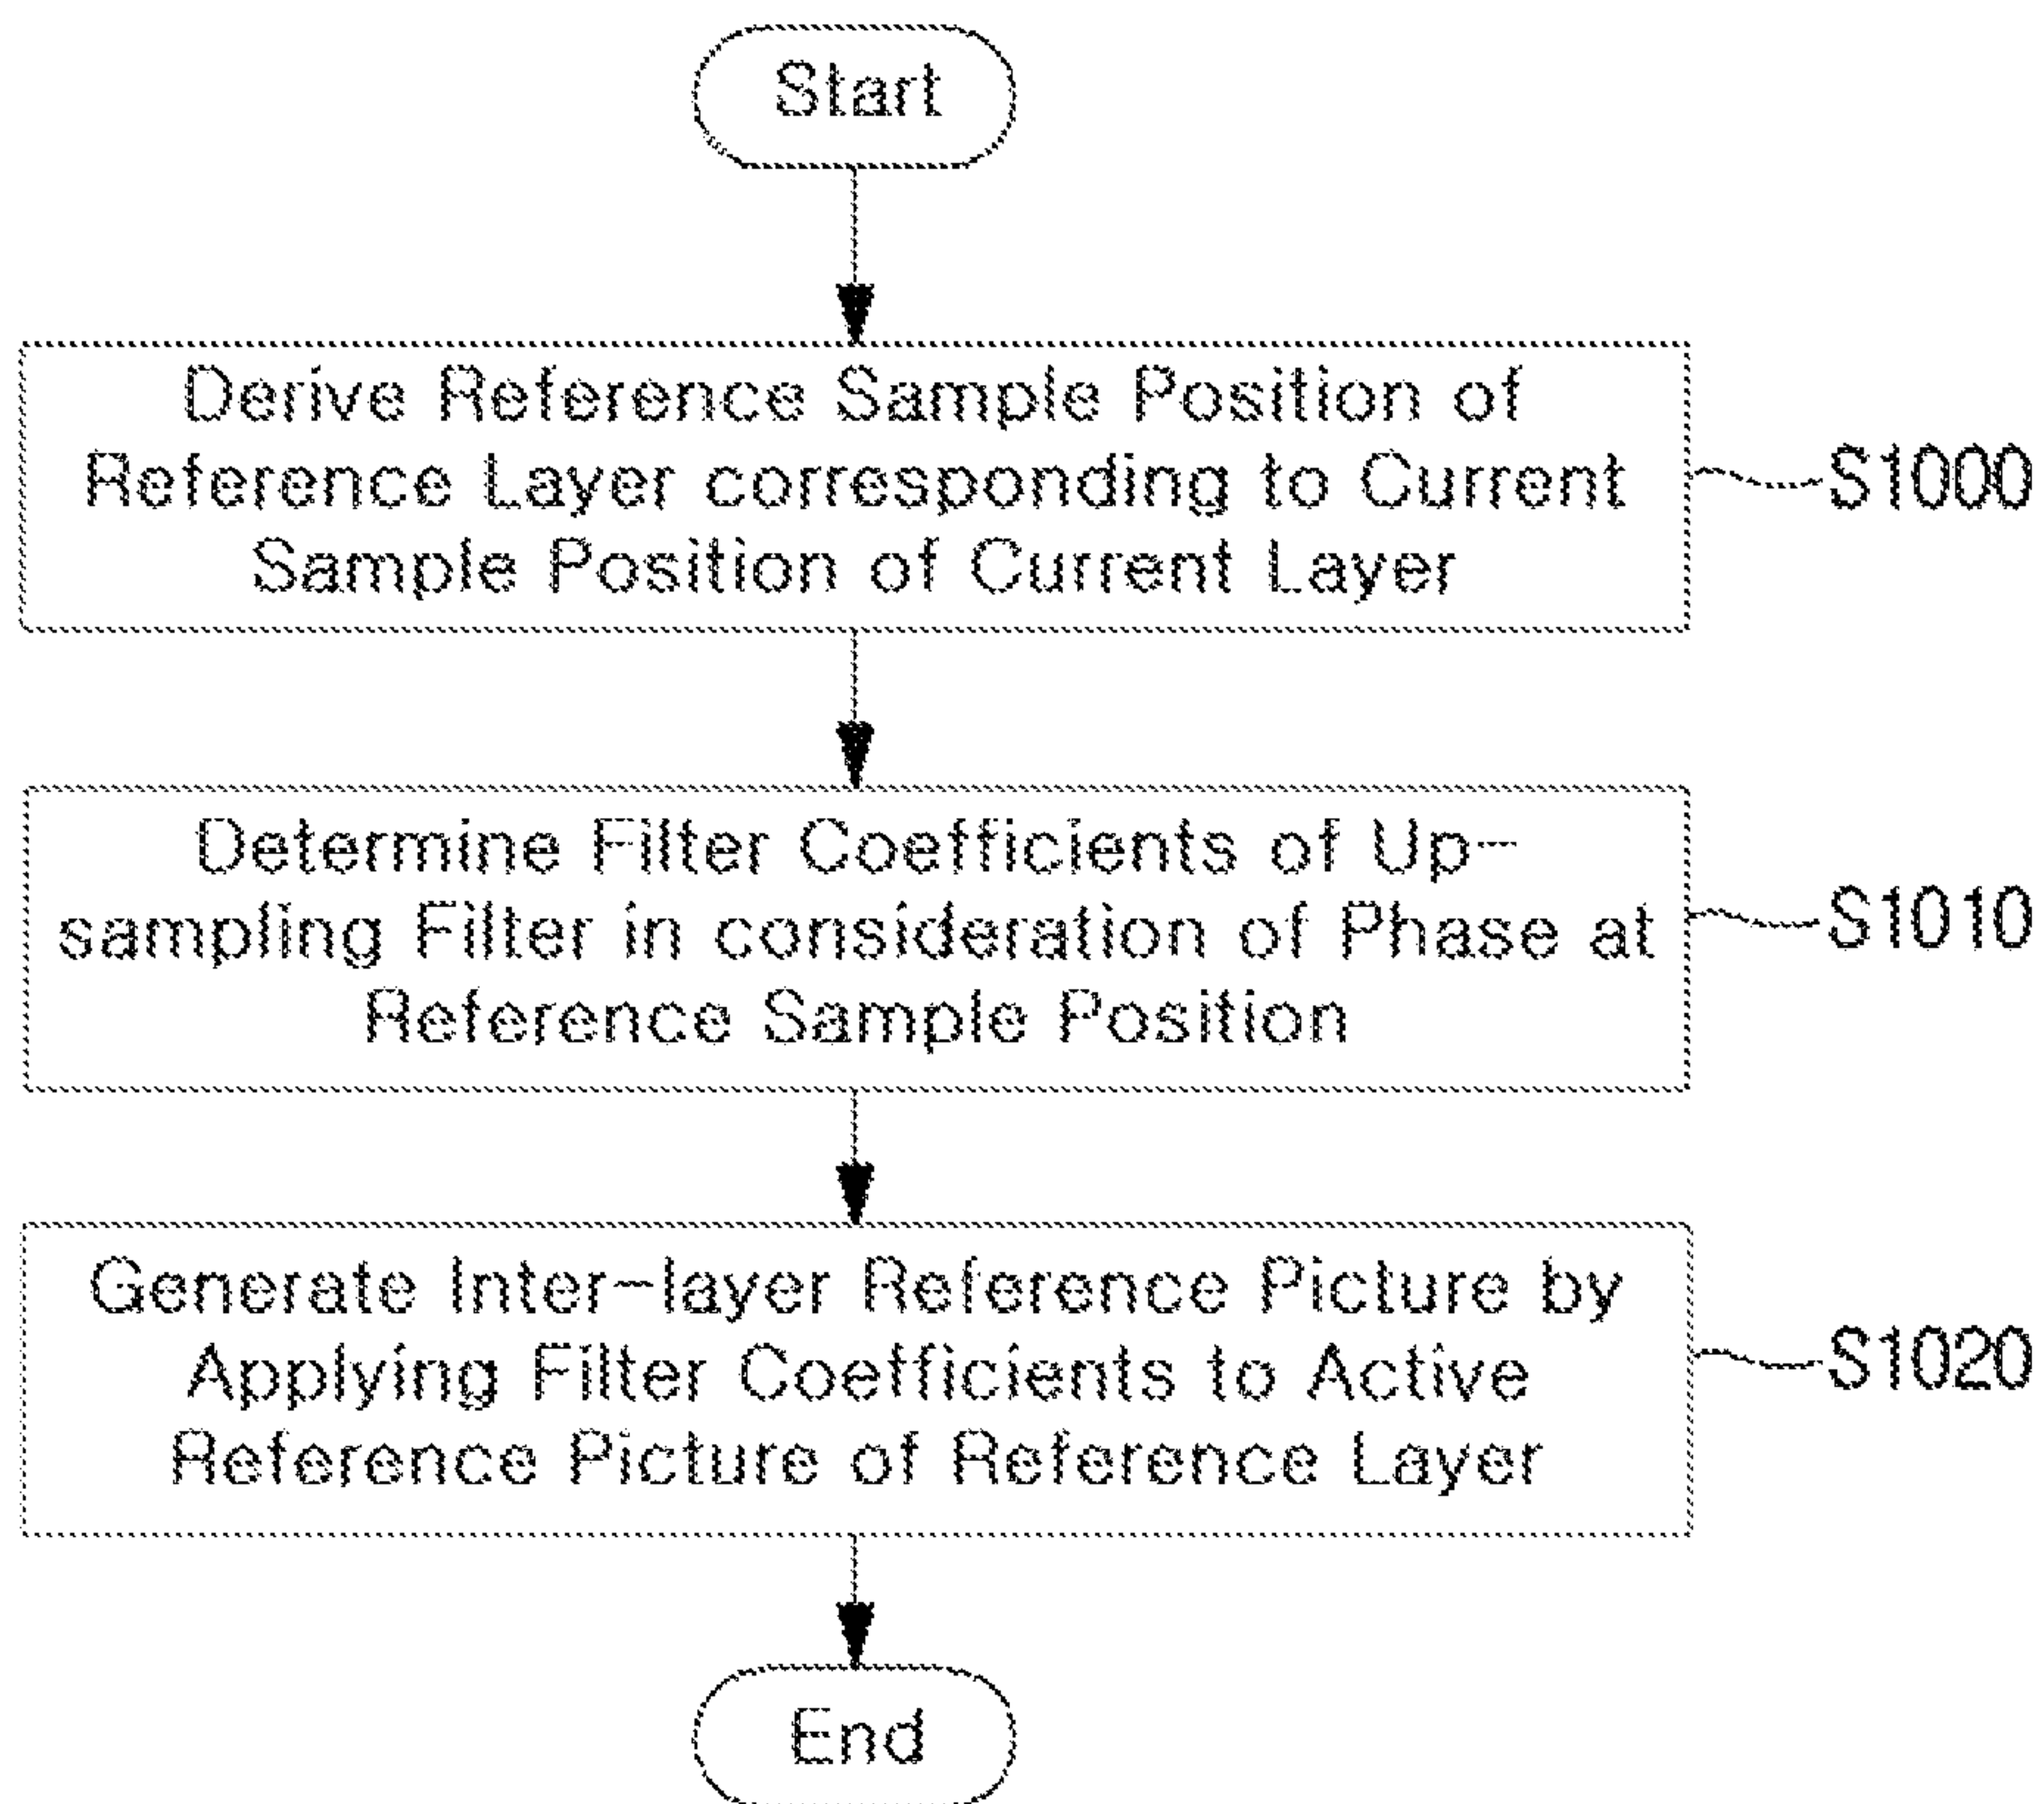 Start
Derive Reference Sample Position of
Reference Layer corresponding to Current
Sample Position of Current Layer
S1000
Determine Filter Coefficients of Up-
sampling Filter in consideration of Phase at
Reference Sample Position
S1010
Generate Inter-layer Reference Picture by
Applying Filter Coefficients to Active
Reference Picture of Reference Layer
S1020
End